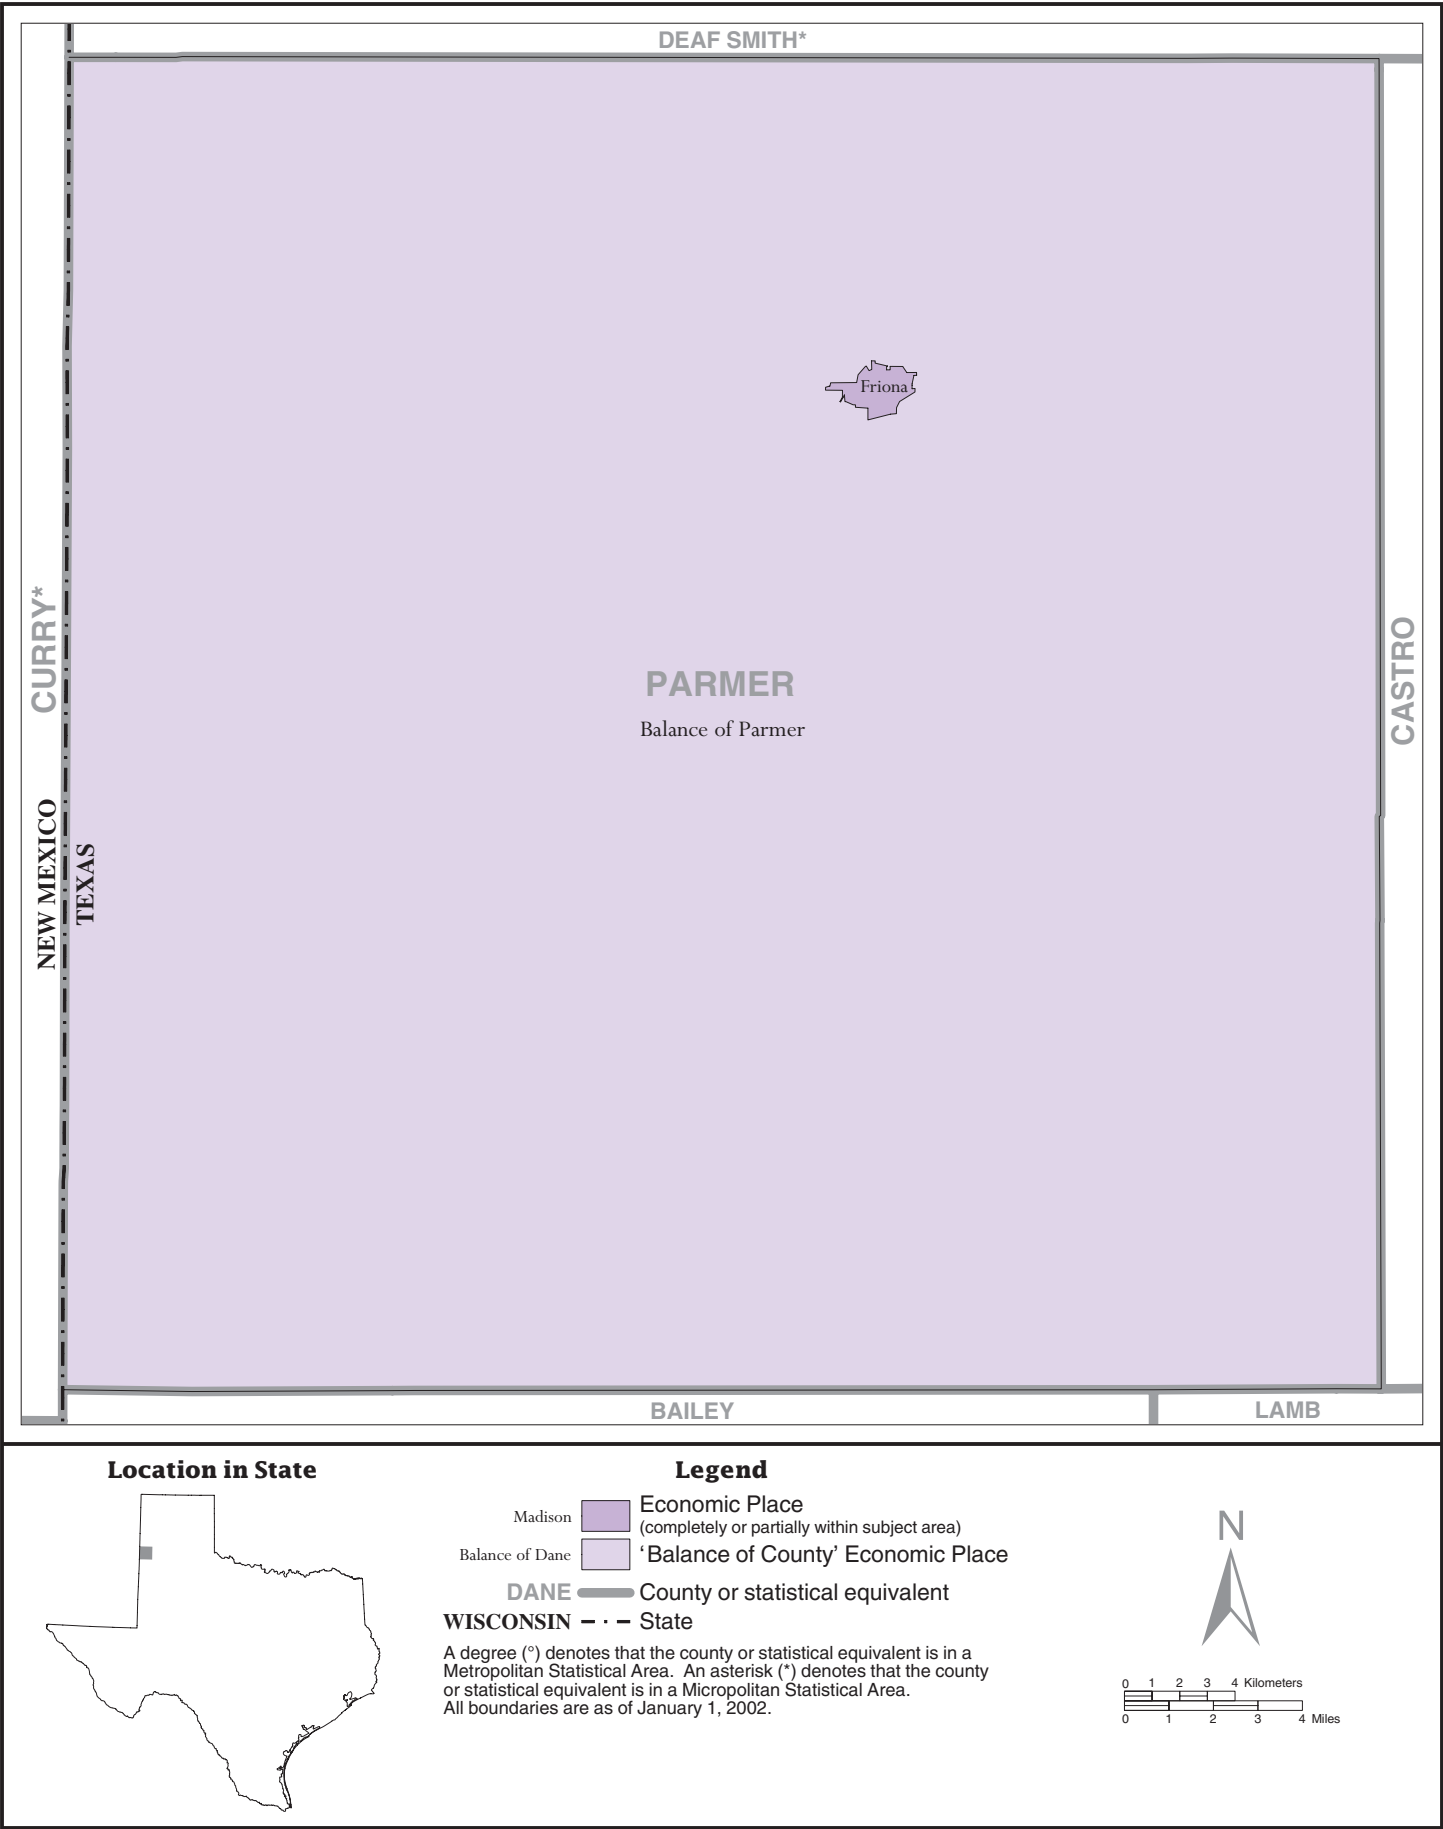 DEAF SMITH*
Friona
CURRY*
CASTRO
PARMER
Balance of Parmer
NEW MEXICO
TEXAS
BAILEY
LAMB
Location in State
Legend
Madison
Economic Place
(completely or partially within subject area)
Balance of Dane
‘Balance of County’ Economic Place
DANE
County or statistical equivalent
WISCONSIN
State
A degree (°) denotes that the county or statistical equivalent is in a
Metropolitan Statistical Area. An asterisk (*) denotes that the county
or statistical equivalent is in a Micropolitan Statistical Area.
All boundaries are as of January 1, 2002.
N
0 1 2 3 4 Kilometers
0 1 2 3 4 Miles